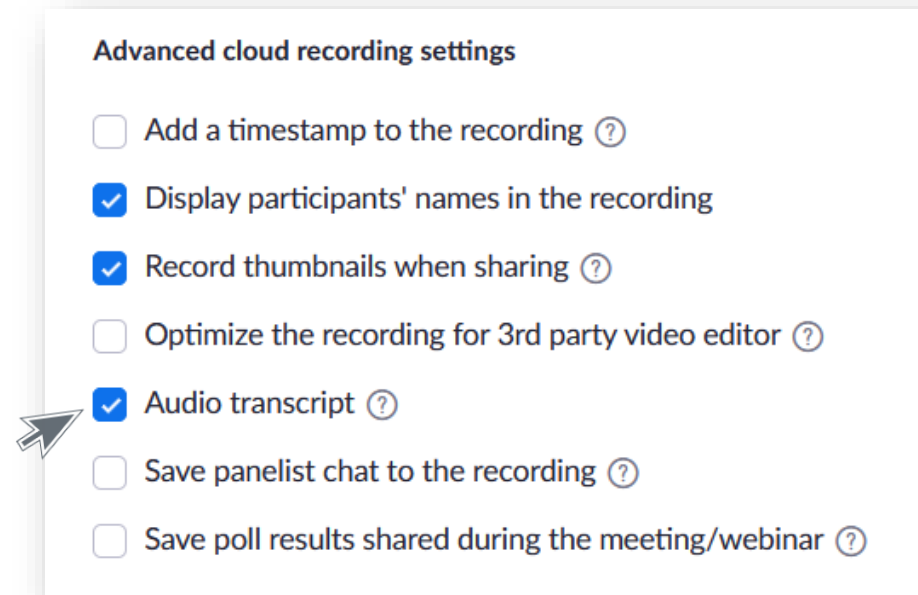 Advanced cloud recording settings
Add a timestamp to the recording ?
Display participants' names in the recording
Record thumbnails when sharing ?
Optimize the recording for 3rd party video editor ?
Audio transcript ?
Save panelist chat to the recording ?
Save poll results shared during the meeting/webinar ?